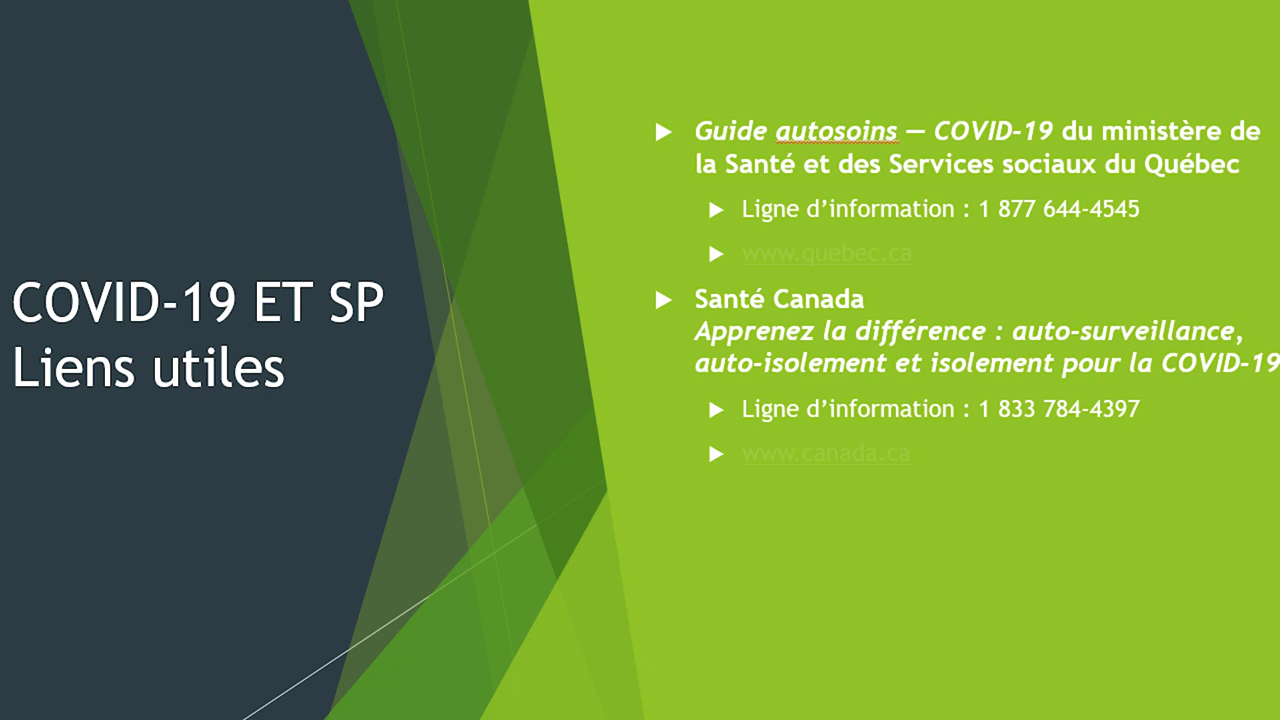 COVID-19 ET SP
Liens utiles
Guide autosoins — COVID-19 du ministère de
la Santé et des Services sociaux du Québec
Ligne d’information : 1 877 644-4545
www.quebec.ca
Santé Canada
Apprenez la différence : auto-surveillance,
auto-isolement et isolement pour la COVID-19
Ligne d’information : 1 833 784-4397
www.canada.ca